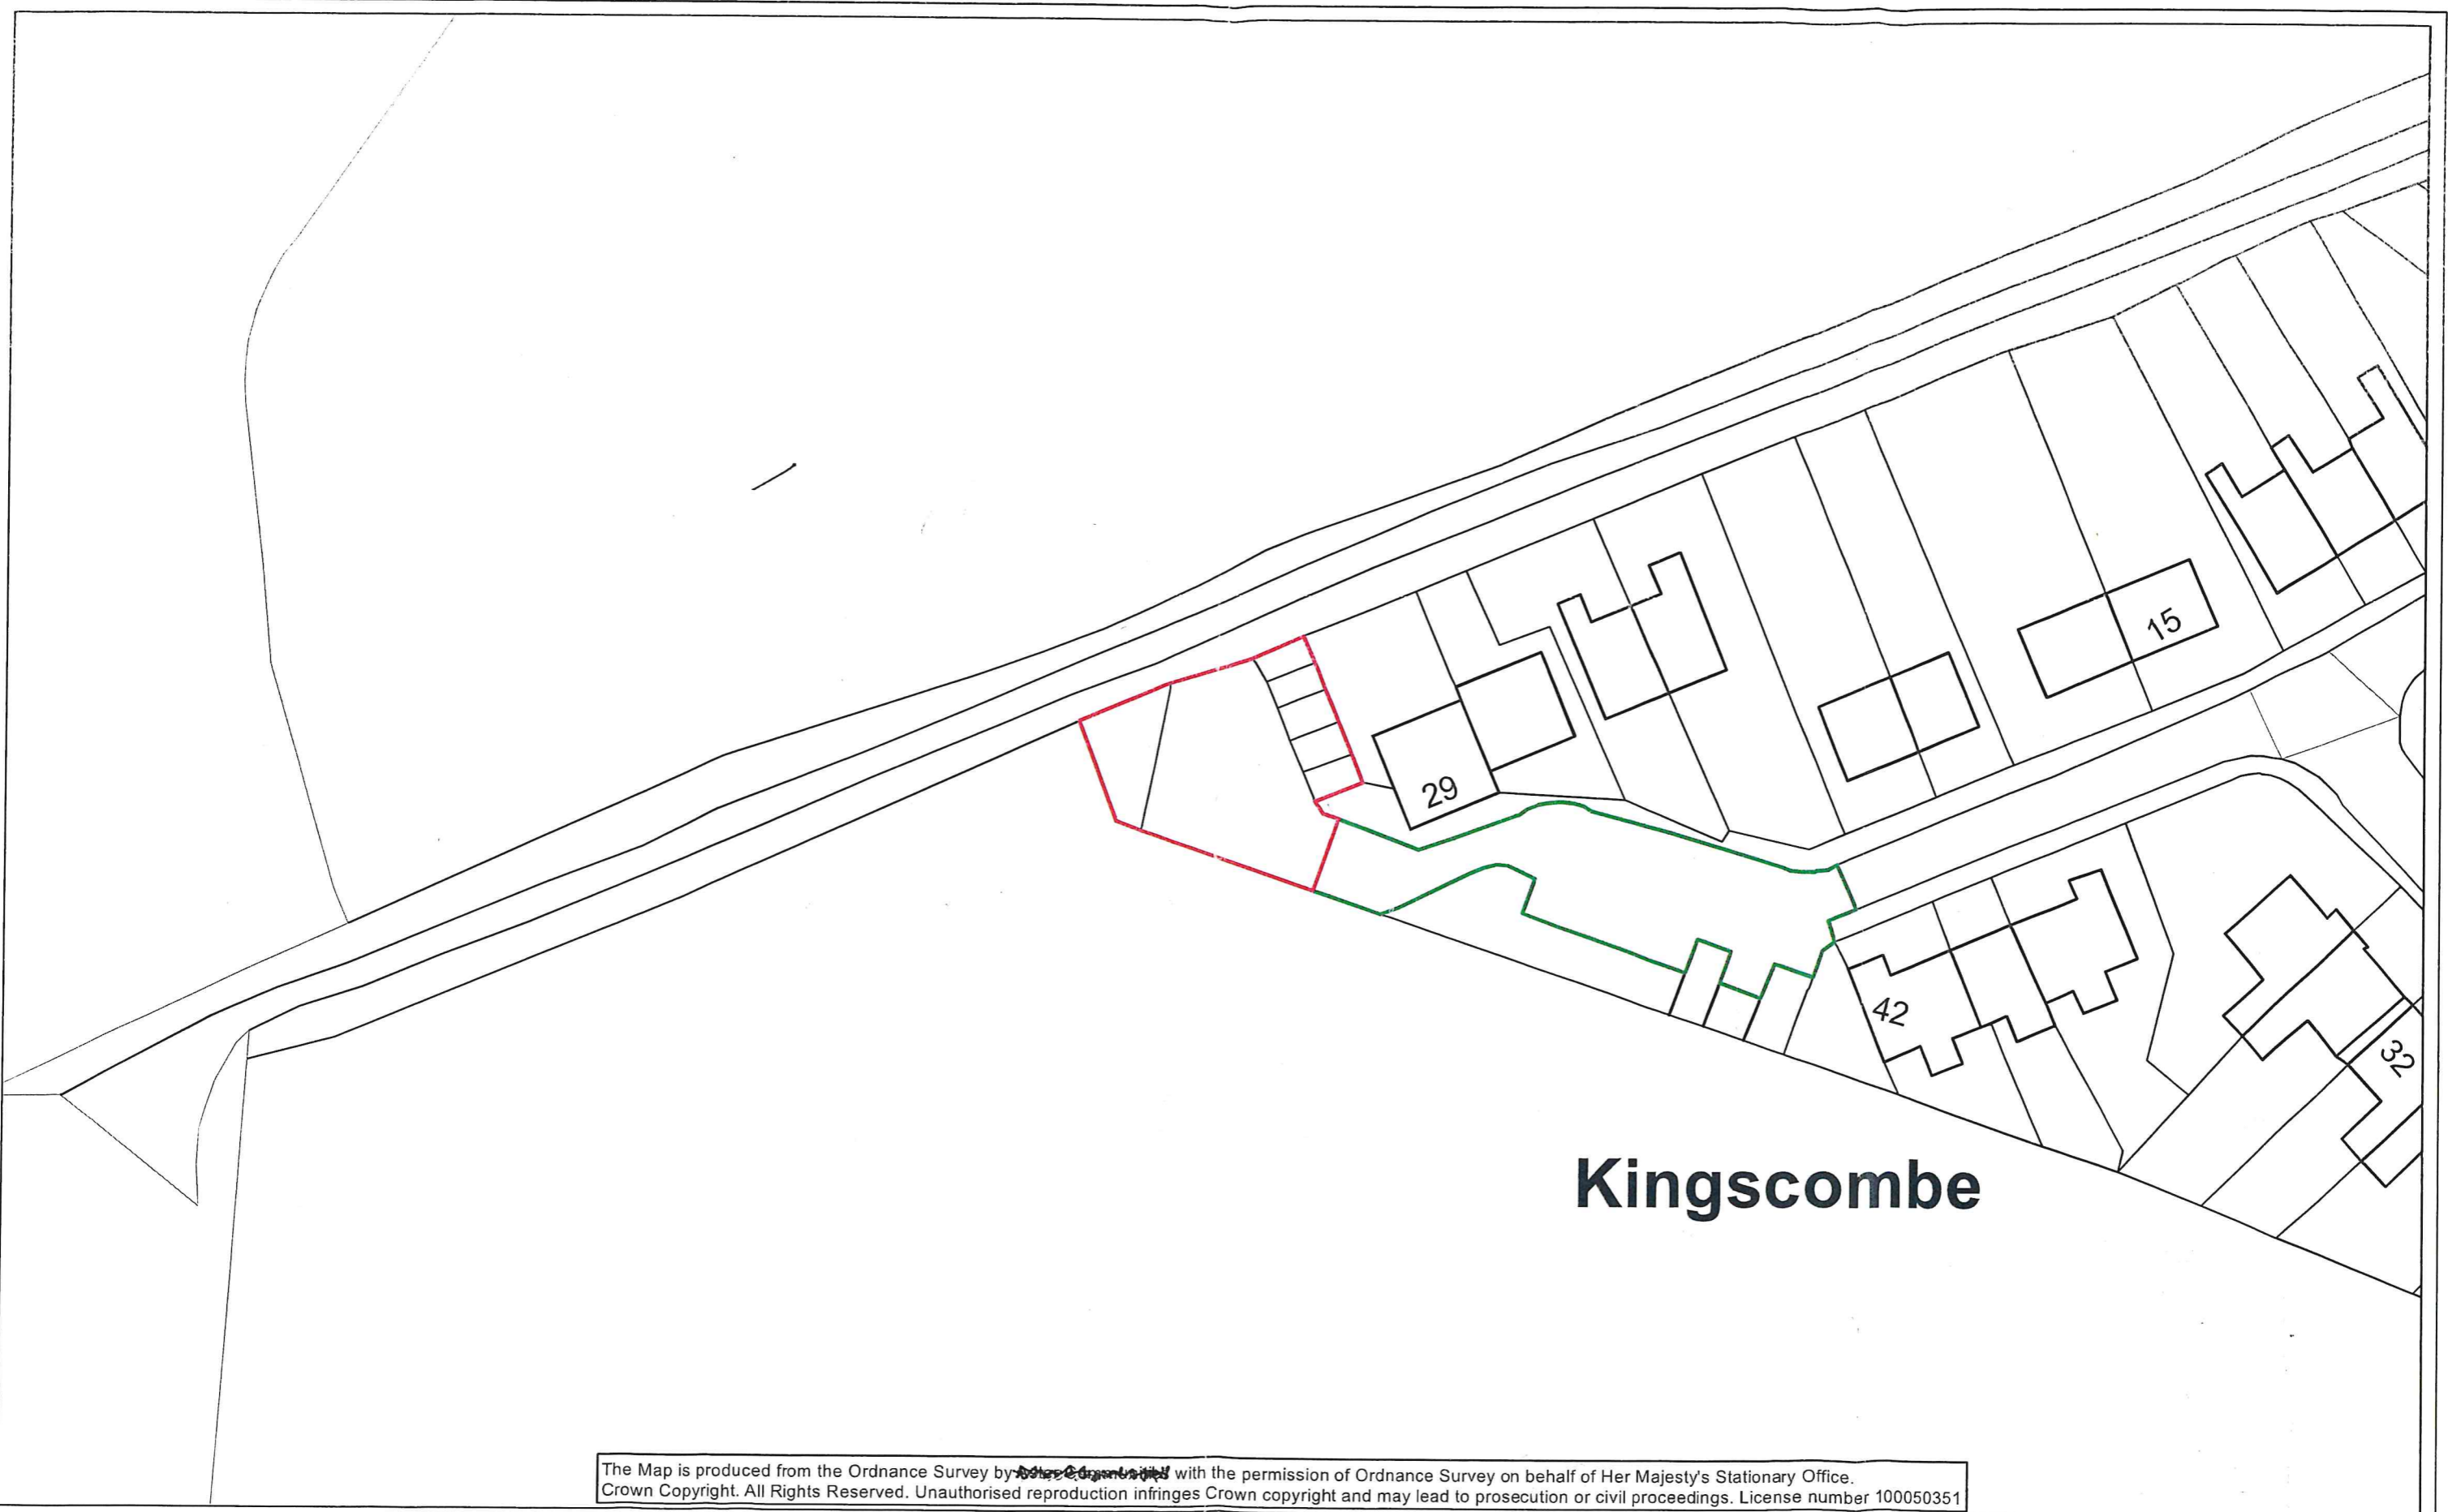 15
29
42
32
Kingscombe
The Map is produced from the Ordnance Survey by with the permission of Ordnance Survey on behalf of Her Majesty's Stationary Office.
Crown Copyright. All Rights Reserved. Unauthorised reproduction infringes Crown copyright and may lead to prosecution or civil proceedings. License number 100050351